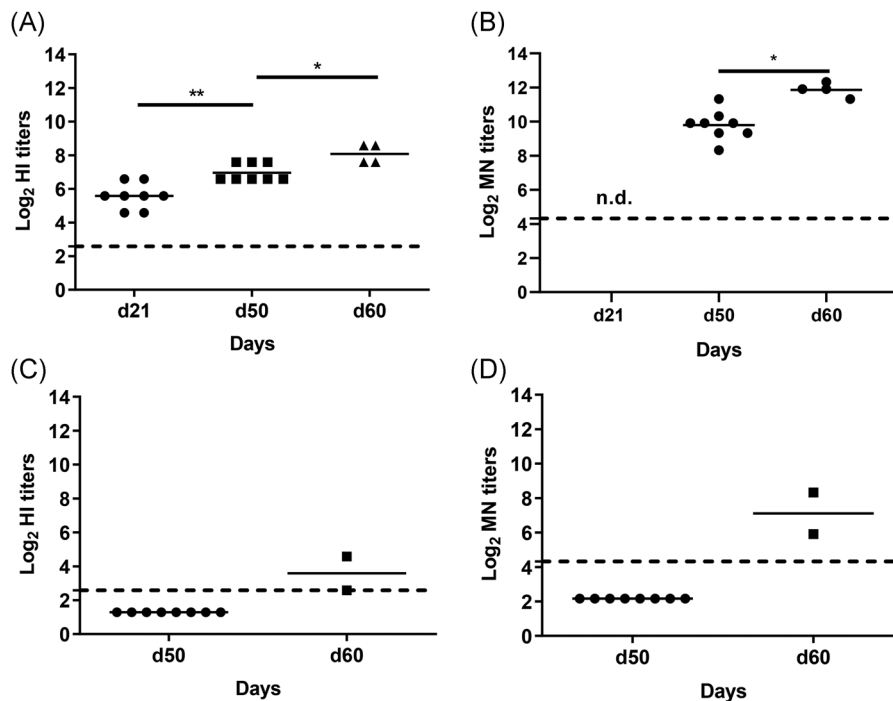 (A)
Log2 HI titers
14
12
10
8
6
4
2
0
**
*
d21
d50
d60
Days
(B)
Log2 MN titers
14
12
10
8
6
4
2
0
*
n.d.
d21
d50
d60
Days
(C)
Log2 HI titers
14
12
10
8
6
4
2
0
d50
d60
Days
(D)
Log2 MN titers
14
12
10
8
6
4
2
0
d50
d60
Days